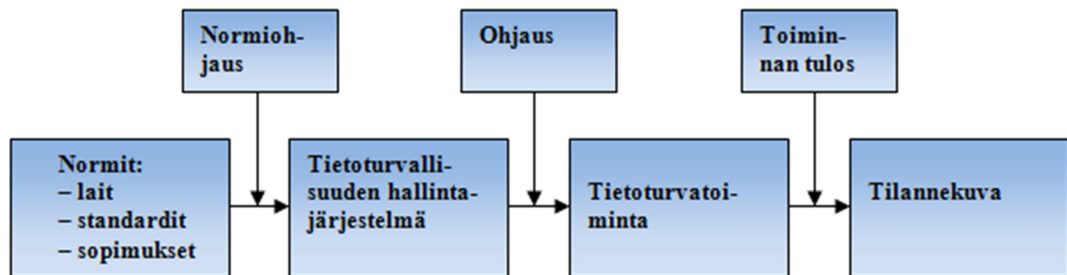 Normioh-
jaus
Ohjaus
Toimin-
nan tulos
Normit:
– lait
– standardit
– sopimukset
Tietoturvalli-
suuden hallinta-
järjestelmä
Tietoturvatoi-
minta
Tilannekuva